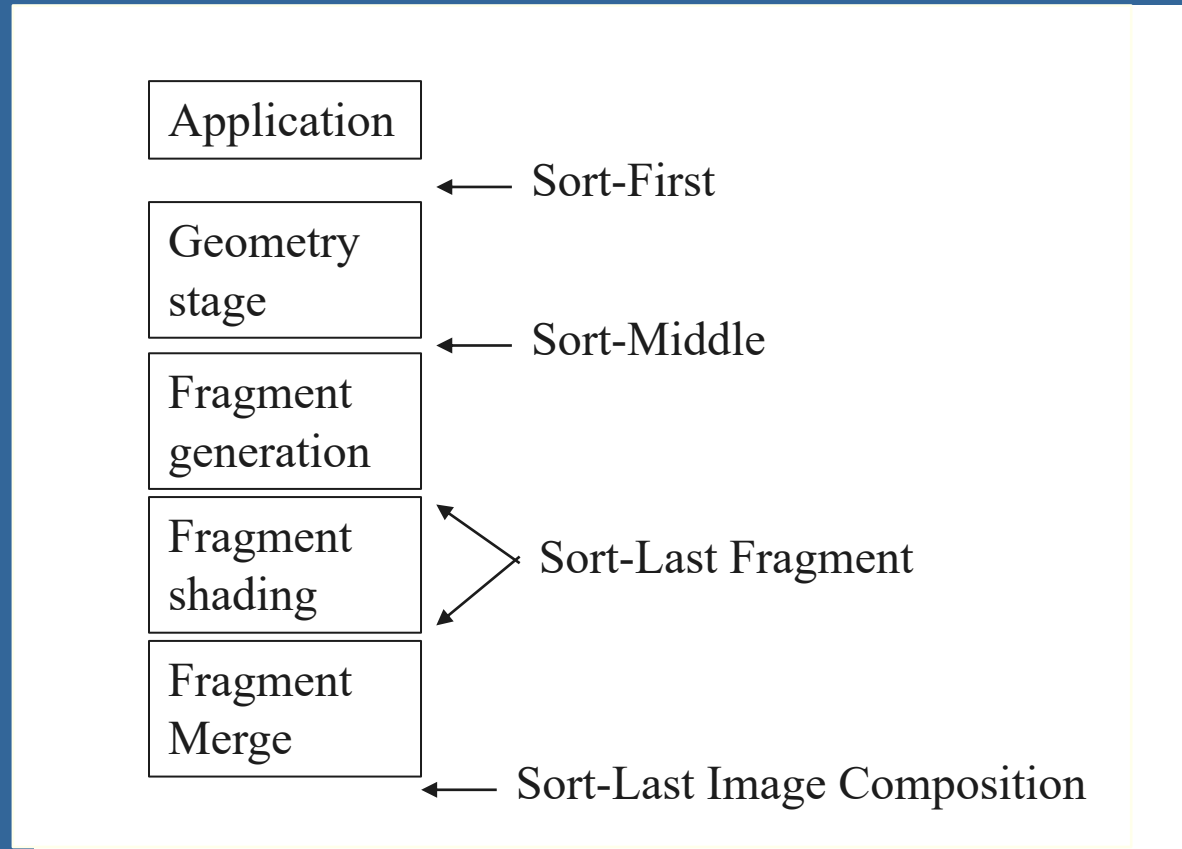 Application
Sort-First
Geometry
stage
Sort-Middle
Fragment
generation
Fragment
shading
Sort-Last Fragment
Fragment
Merge
Sort-Last Image Composition